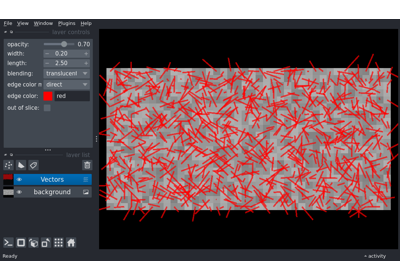 File View Window Plugins Help
layer controls
opacity: 0.70
width: 0.20
length: 2.50
blending: translucent
edge color m direct
edge color: red
out of slice:
layer list
Vectors
background
Ready
activity